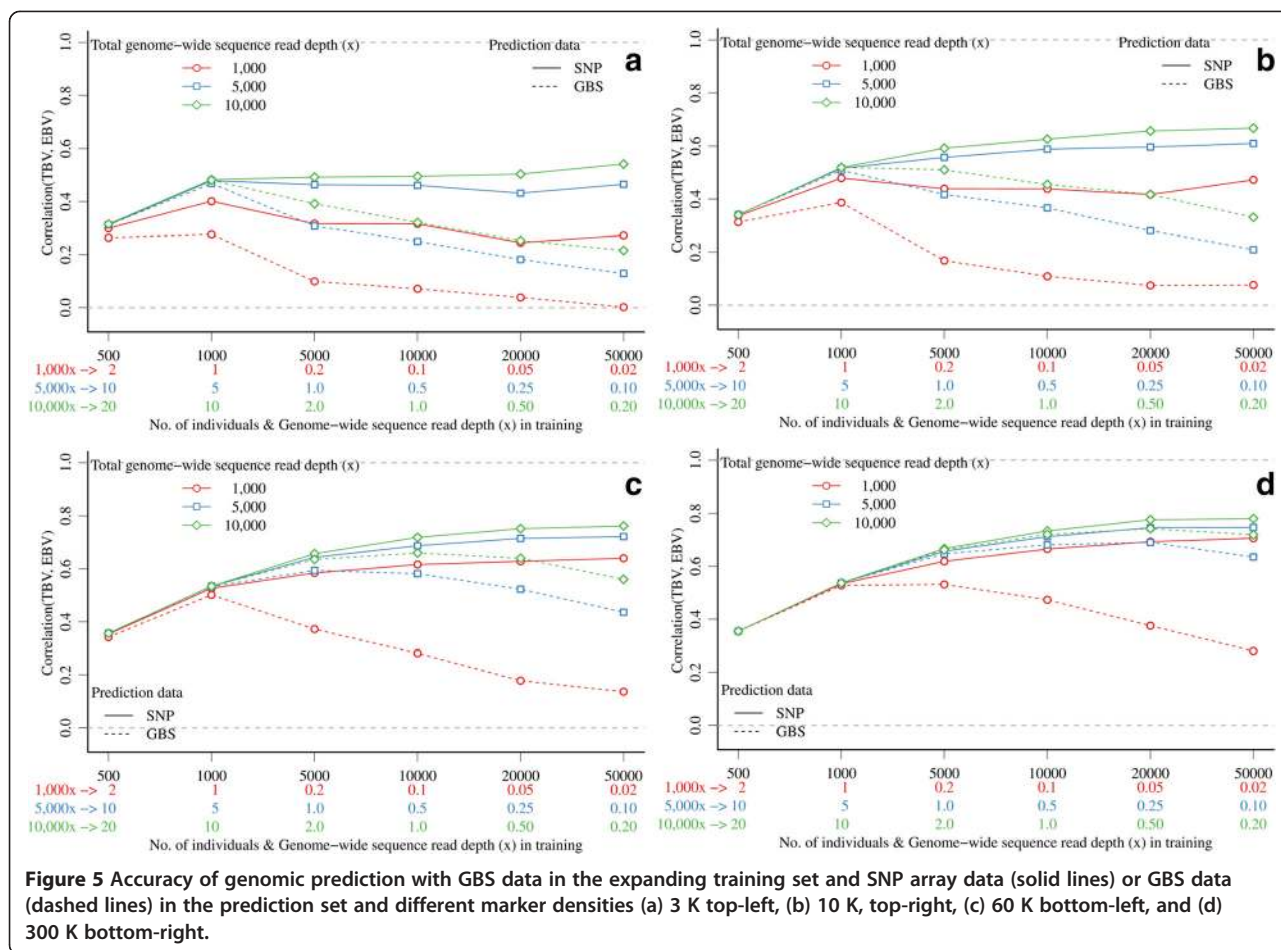 Total genome−wide sequence read depth (x)
Prediction data
a
1,000
5,000
10,000
SNP
GBS
Correlation(TBV, EBV)
1.0
0.8
0.6
0.4
0.2
0.0
500 1000 5000 10000 20000 50000
1,000x −> 2 1 0.2 0.1 0.05 0.02
5,000x −> 10 5 1.0 0.5 0.25 0.10
10,000x −> 20 10 2.0 1.0 0.50 0.20
No. of individuals & Genome−wide sequence read depth (x) in training
Total genome−wide sequence read depth (x)
Prediction data
b
1,000
5,000
10,000
SNP
GBS
Correlation(TBV, EBV)
1.0
0.8
0.6
0.4
0.2
0.0
500 1000 5000 10000 20000 50000
1,000x −> 2 1 0.2 0.1 0.05 0.02
5,000x −> 10 5 1.0 0.5 0.25 0.10
10,000x −> 20 10 2.0 1.0 0.50 0.20
No. of individuals & Genome−wide sequence read depth (x) in training
Total genome−wide sequence read depth (x)
c
1,000
5,000
10,000
Correlation(TBV, EBV)
1.0
0.8
0.6
0.4
0.2
0.0
Prediction data
SNP
GBS
500 1000 5000 10000 20000 50000
1,000x −> 2 1 0.2 0.1 0.05 0.02
5,000x −> 10 5 1.0 0.5 0.25 0.10
10,000x −> 20 10 2.0 1.0 0.50 0.20
No. of individuals & Genome−wide sequence read depth (x) in training
Total genome−wide sequence read depth (x)
d
1,000
5,000
10,000
Correlation(TBV, EBV)
1.0
0.8
0.6
0.4
0.2
0.0
Prediction data
SNP
GBS
500 1000 5000 10000 20000 50000
1,000x −> 2 1 0.2 0.1 0.05 0.02
5,000x −> 10 5 1.0 0.5 0.25 0.10
10,000x −> 20 10 2.0 1.0 0.50 0.20
No. of individuals & Genome−wide sequence read depth (x) in training
Figure 5 Accuracy of genomic prediction with GBS data in the expanding training set and SNP array data (solid lines) or GBS data
(dashed lines) in the prediction set and different marker densities (a) 3 K top-left, (b) 10 K, top-right, (c) 60 K bottom-left, and (d)
300 K bottom-right.